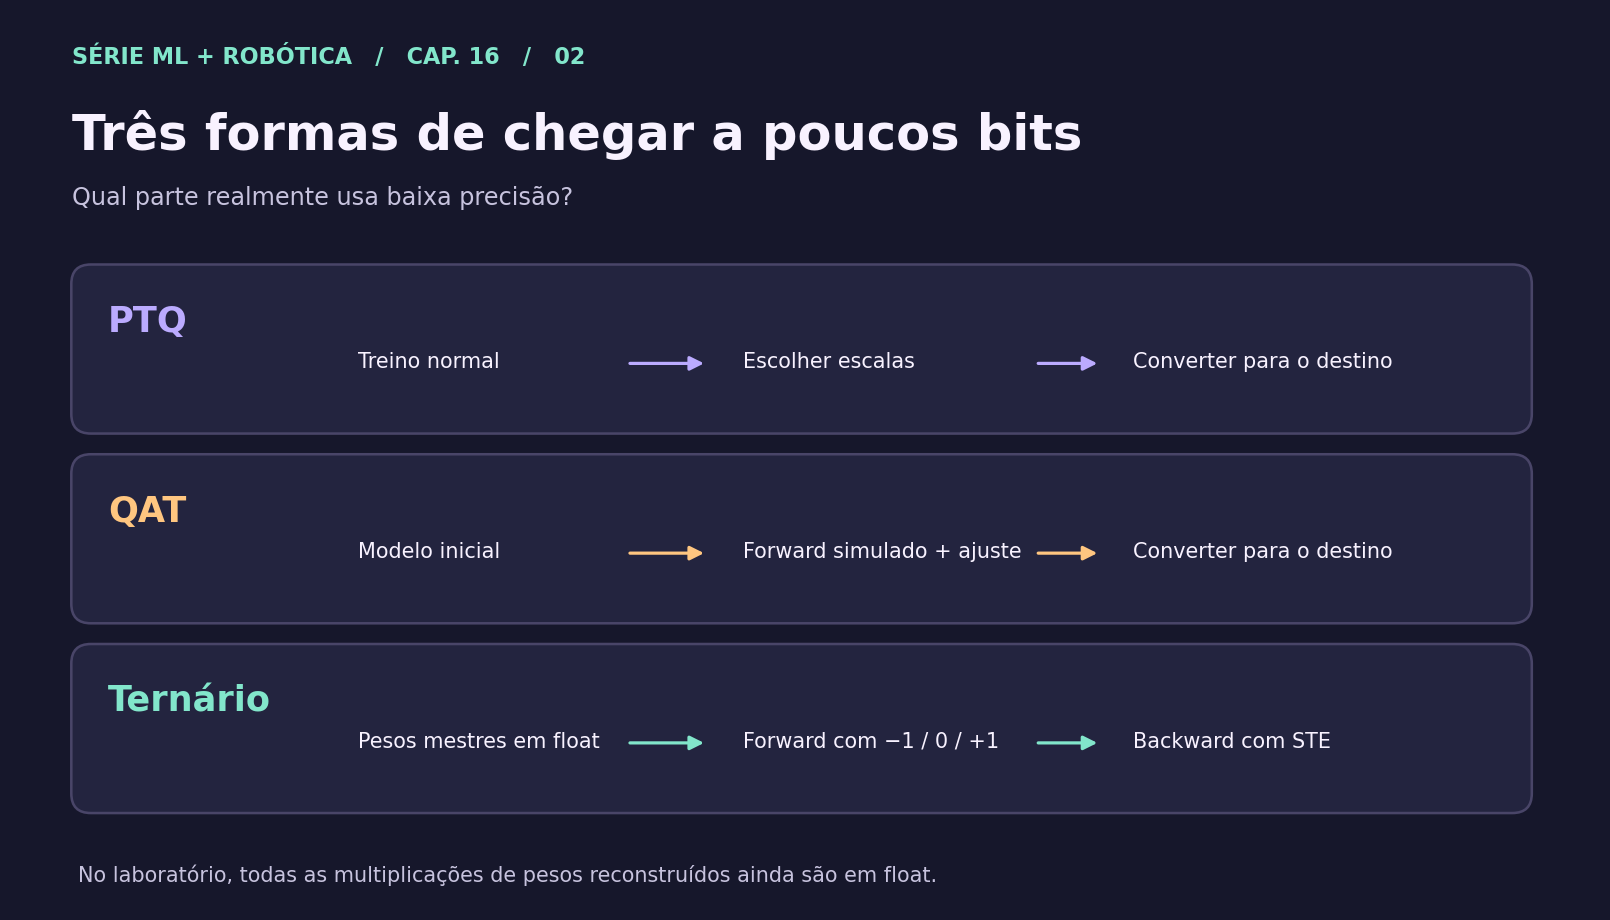 SÉRIE ML + ROBÓTICA / CAP. 16 / 02
Três formas de chegar a poucos bits
Qual parte realmente usa baixa precisão?
PTQ
Treino normal
Escolher escalas
Converter para o destino
QAT
Modelo inicial
Forward simulado + ajuste
Converter para o destino
Ternário
Pesos mestres em float
Forward com −1 / 0 / +1
Backward com STE
No laboratório, todas as multiplicações de pesos reconstruídos ainda são em float.